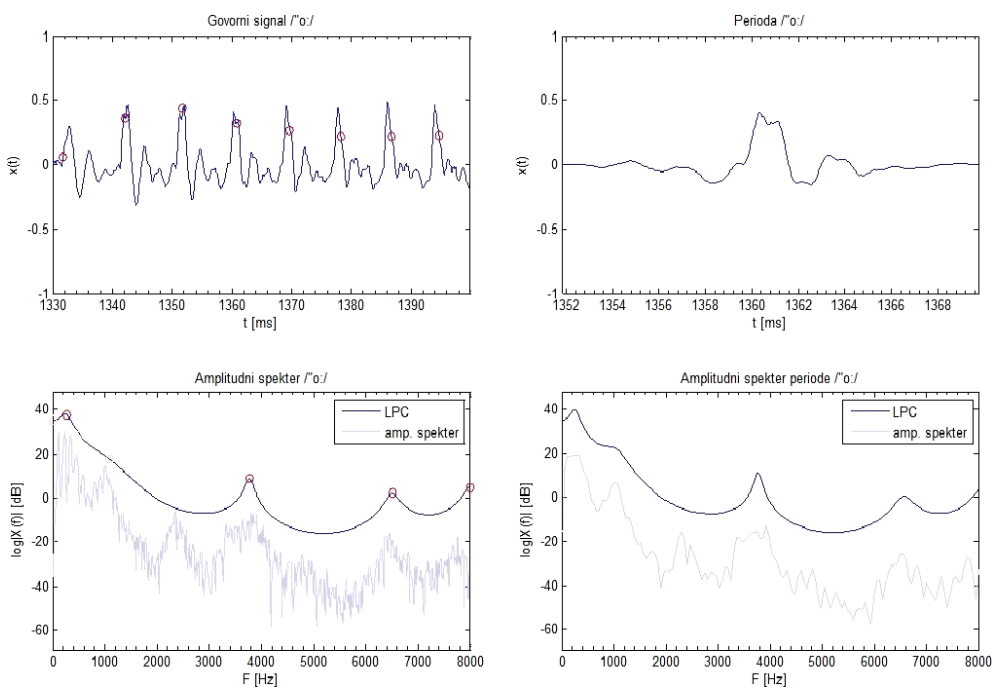 Govorni signal /"o:/
1
0.5
0
-0.5
-1
x(t)
1330 1340 1350 1360 1370 1380 1390
t [ms]
Perioda /"o:/
1
0.5
0
-0.5
-1
x(t)
1352 1354 1356 1358 1360 1362 1364 1366 1368
t [ms]
Amplitudni spekter /"o:/
40
20
0
-20
-40
-60
log|X (f)| [dB]
LPC
amp. spekter
0 1000 2000 3000 4000 5000 6000 7000 8000
F [Hz]
Amplitudni spekter periode /"o:/
40
20
0
-20
-40
-60
log|X (f)| [dB]
LPC
amp. spekter
0 1000 2000 3000 4000 5000 6000 7000 8000
F [Hz]